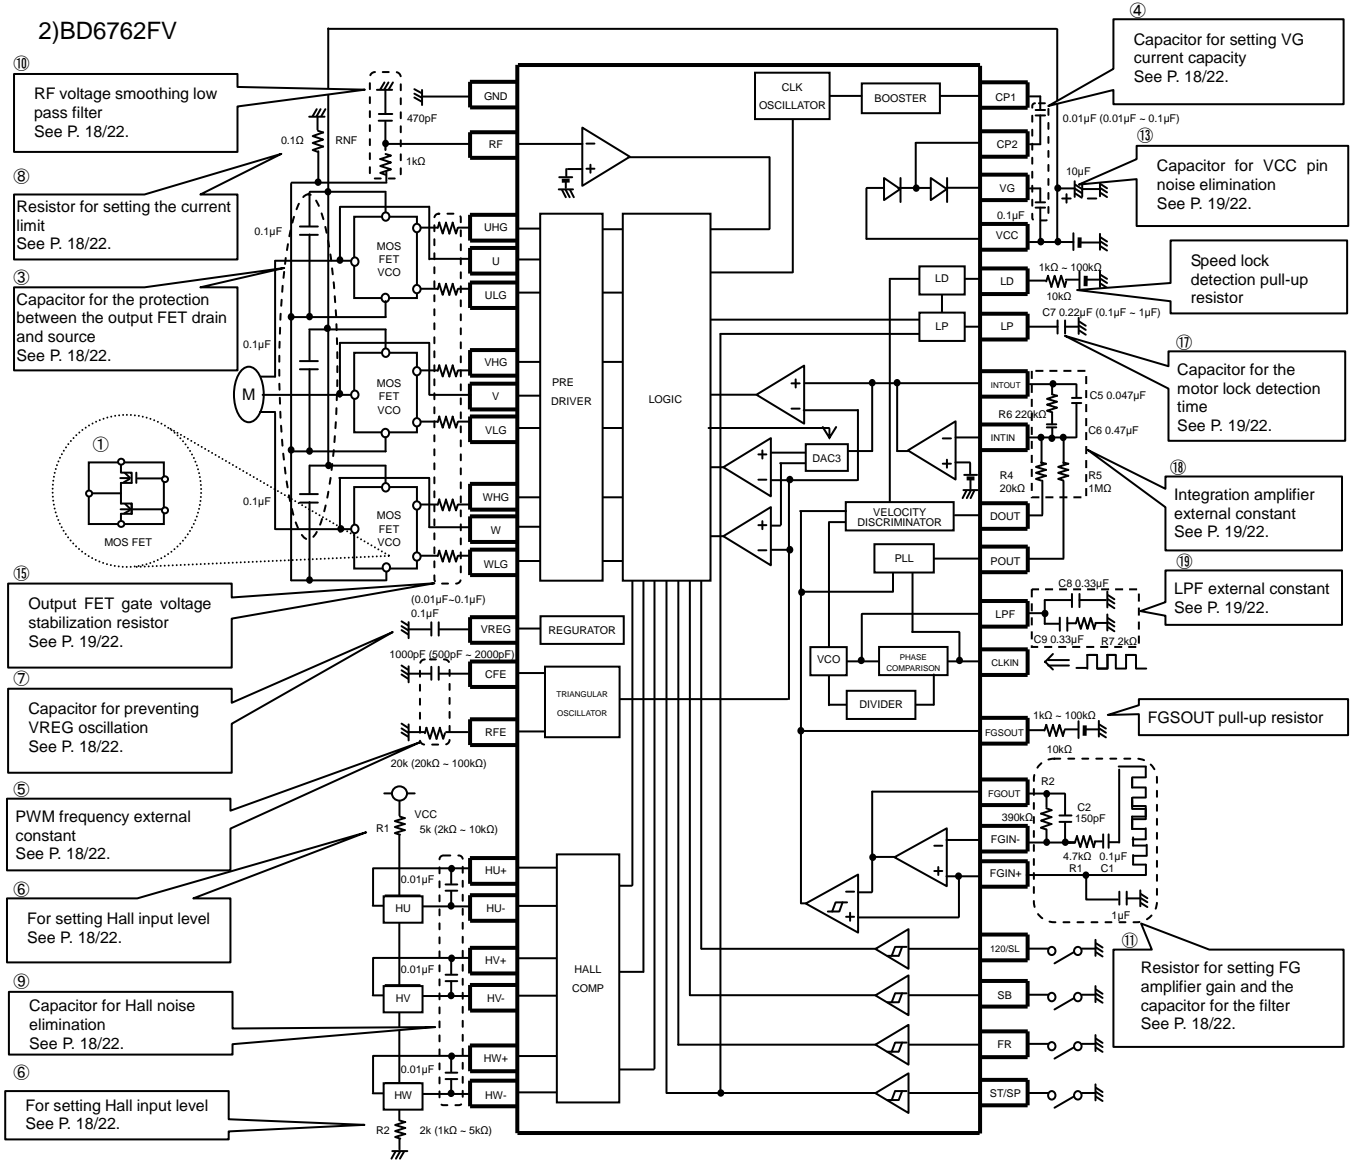 2)BD6762FV
⑩
RF voltage smoothing low
pass filter
See P. 18/22.
⑧
Resistor for setting the current
limit
See P. 18/22.
③
Capacitor for the protection
between the output FET drain
and source
See P. 18/22.
①
MOS FET
⑮
Output FET gate voltage
stabilization resistor
See P. 19/22.
⑦
Capacitor for preventing
VREG oscillation
See P. 18/22.
⑤
PWM frequency external
constant
See P. 18/22.
⑥
For setting Hall input level
See P. 18/22.
⑨
Capacitor for Hall noise
elimination
See P. 18/22.
⑥
For setting Hall input level
See P. 18/22.
470pF
0.1Ω
RNF
1kΩ
0.1µF
0.1µF
0.1µF
M
MOS
FET
VCO
MOS
FET
VCO
MOS
FET
VCO
(0.01µF~0.1µF)
0.1µF
1000pF (500pF ~ 2000pF)
20k (20kΩ ~ 100kΩ)
VCC
R1
5k (2kΩ ~ 10kΩ)
0.01µF
HU
0.01µF
HV
0.01µF
HW
R2
2k (1kΩ ~ 5kΩ)
GND
RF
UHG
U
ULG
VHG
V
VLG
WHG
W
WLG
VREG
CFE
RFE
HU+
HU-
HV+
HV-
HW+
HW-
CLK
OSCILLATOR
BOOSTER
PRE
DRIVER
LOGIC
LD
LP
DAC3
VELOCITY
DISCRIMINATOR
PLL
VCO
PHASE
COMPARISON
DIVIDER
REGURATOR
TRIANGULAR
OSCILLATOR
HALL
COMP
CP1
CP2
VG
VCC
LD
LP
INTOUT
INTIN
DOUT
POUT
LPF
CLKIN
FGSOUT
FGOUT
FGIN-
FGIN+
120/SL
SB
FR
ST/SP
0.01µF (0.01µF ~ 0.1µF)
10µF
+
-
0.1µF
1kΩ ~ 100kΩ
10kΩ
C7 0.22µF (0.1µF ~ 1µF)
C5 0.047µF
R6 220kΩ
C6 0.47µF
R4
20kΩ
R5
1MΩ
C8 0.33µF
C9 0.33µF
R7 2kΩ
1kΩ ~ 100kΩ
10kΩ
R2
390kΩ
C2
150pF
4.7kΩ
R1
0.1µF
C1
1µF
④
Capacitor for setting VG
current capacity
See P. 18/22.
⑬
Capacitor for VCC pin
noise elimination
See P. 19/22.
Speed lock
detection pull-up
resistor
⑰
Capacitor for the
motor lock detection
time
See P. 19/22.
⑱
Integration amplifier
external constant
See P. 19/22.
⑲
LPF external constant
See P. 19/22.
FGSOUT pull-up resistor
⑪
Resistor for setting FG
amplifier gain and the
capacitor for the filter
See P. 18/22.